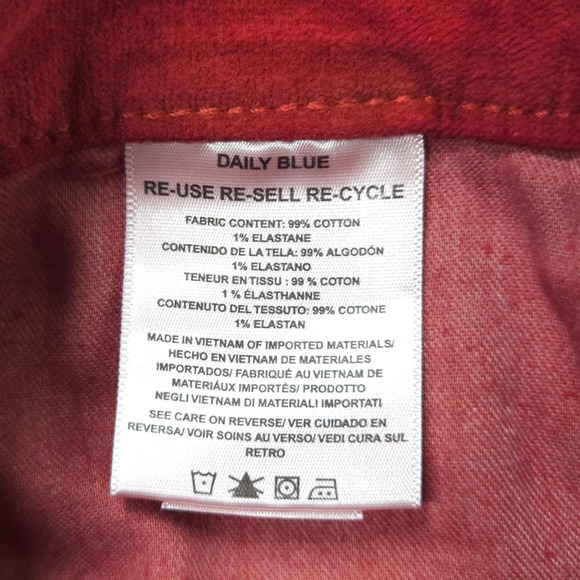 DAILY BLUE
RE-USE RE-SELL RE-CYCLE
FABRIC CONTENT: 99% COTTON
1% ELASTANE
CONTENIDO DE LA TELA: 99% ALGODÓN
1% ELASTANO
TENEUR EN TISSU : 99 % COTON
1 % ÉLASTHANNE
CONTENUTO DEL TESSUTO: 99% COTONE
1% ELASTAN
MADE IN VIETNAM OF IMPORTED MATERIALS/
HECHO EN VIETNAM DE MATERIALES
IMPORTADOS/ FABRIQUÉ AU VIETNAM DE
MATERIÁUX IMPORTÉS/ PRODOTTO
NEGLI VIETNAM DI MATERIALI IMPORTATI
SEE CARE ON REVERSE/ VER CUIDADO EN
REVERSA/ VOIR SOINS AU VERSO/ VEDI CURA SUL
RETRO